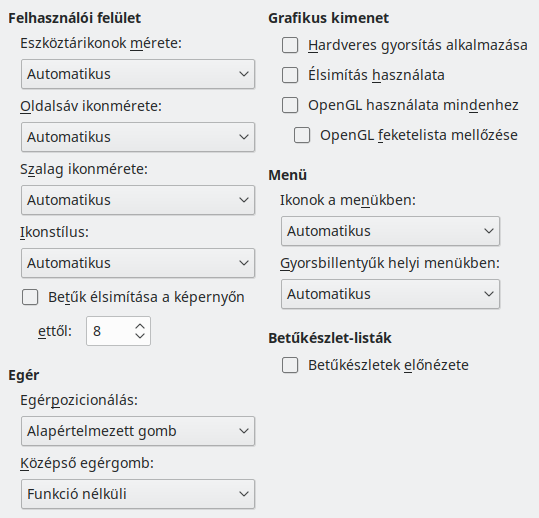 Felhasználói felület
Eszköztárikonok mérete:
Automatikus
Oldalsáv ikonmérete:
Automatikus
Szalag ikonmérete:
Automatikus
Ikonstílus:
Automatikus
Betűk élsimítása a képernyőn
ettől:
8
Egér
Egérpozicionálás:
Alapértelmezett gomb
Középső egérgomb:
Funkció nélküli
Grafikus kimenet
Hardveres gyorsítás alkalmazása
Élsimítás használata
OpenGL használata mindenhez
OpenGL feketelista mellőzése
Menü
Ikonok a menükben:
Automatikus
Gyorsbillentyűk helyi menükben:
Automatikus
Betűkészlet-listák
Betűkészletek előnézete